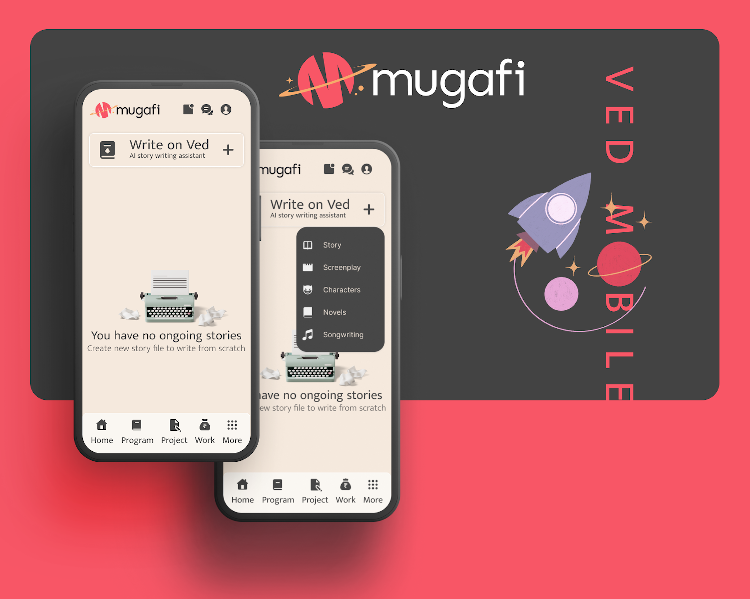 mugafi
VED MOBILE
mugafi
Write on Ved
AI story writing assistant
You have no ongoing stories
Create new story file to write from scratch
Home Program Project Work More
mugafi
Write on Ved
AI story writing assistant
Story
Screenplay
Characters
Novels
Songwriting
have no ongoing stories
new story file to write from scratch
Home Program Project Work More